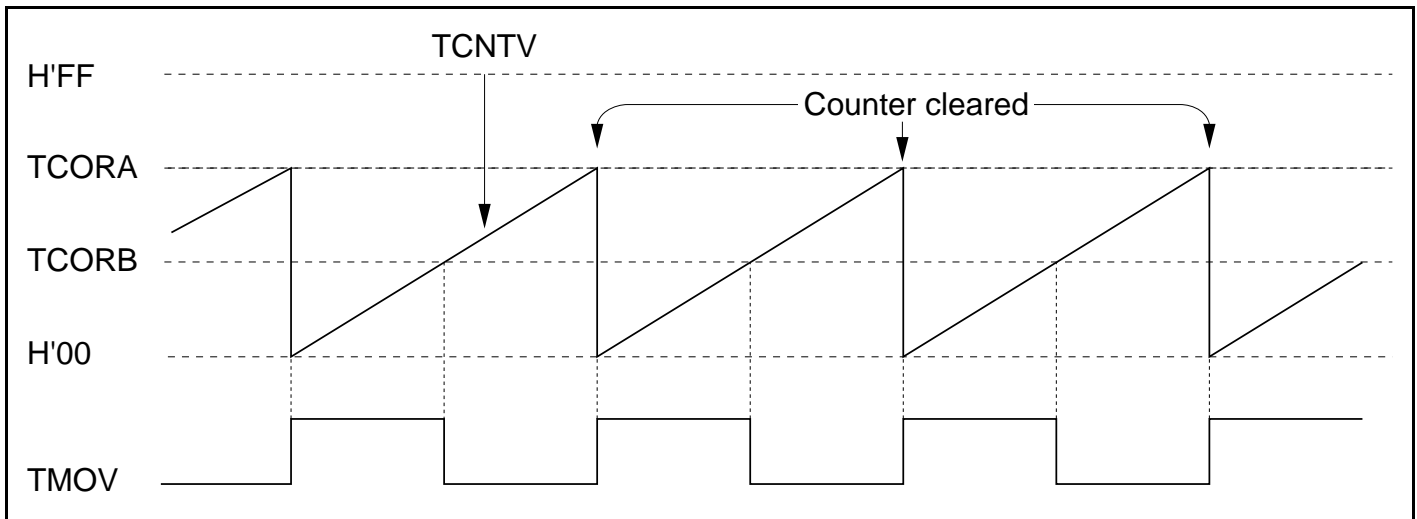 TCNTV
H'FF
Counter cleared
TCORA
TCORB
H'00
TMOV